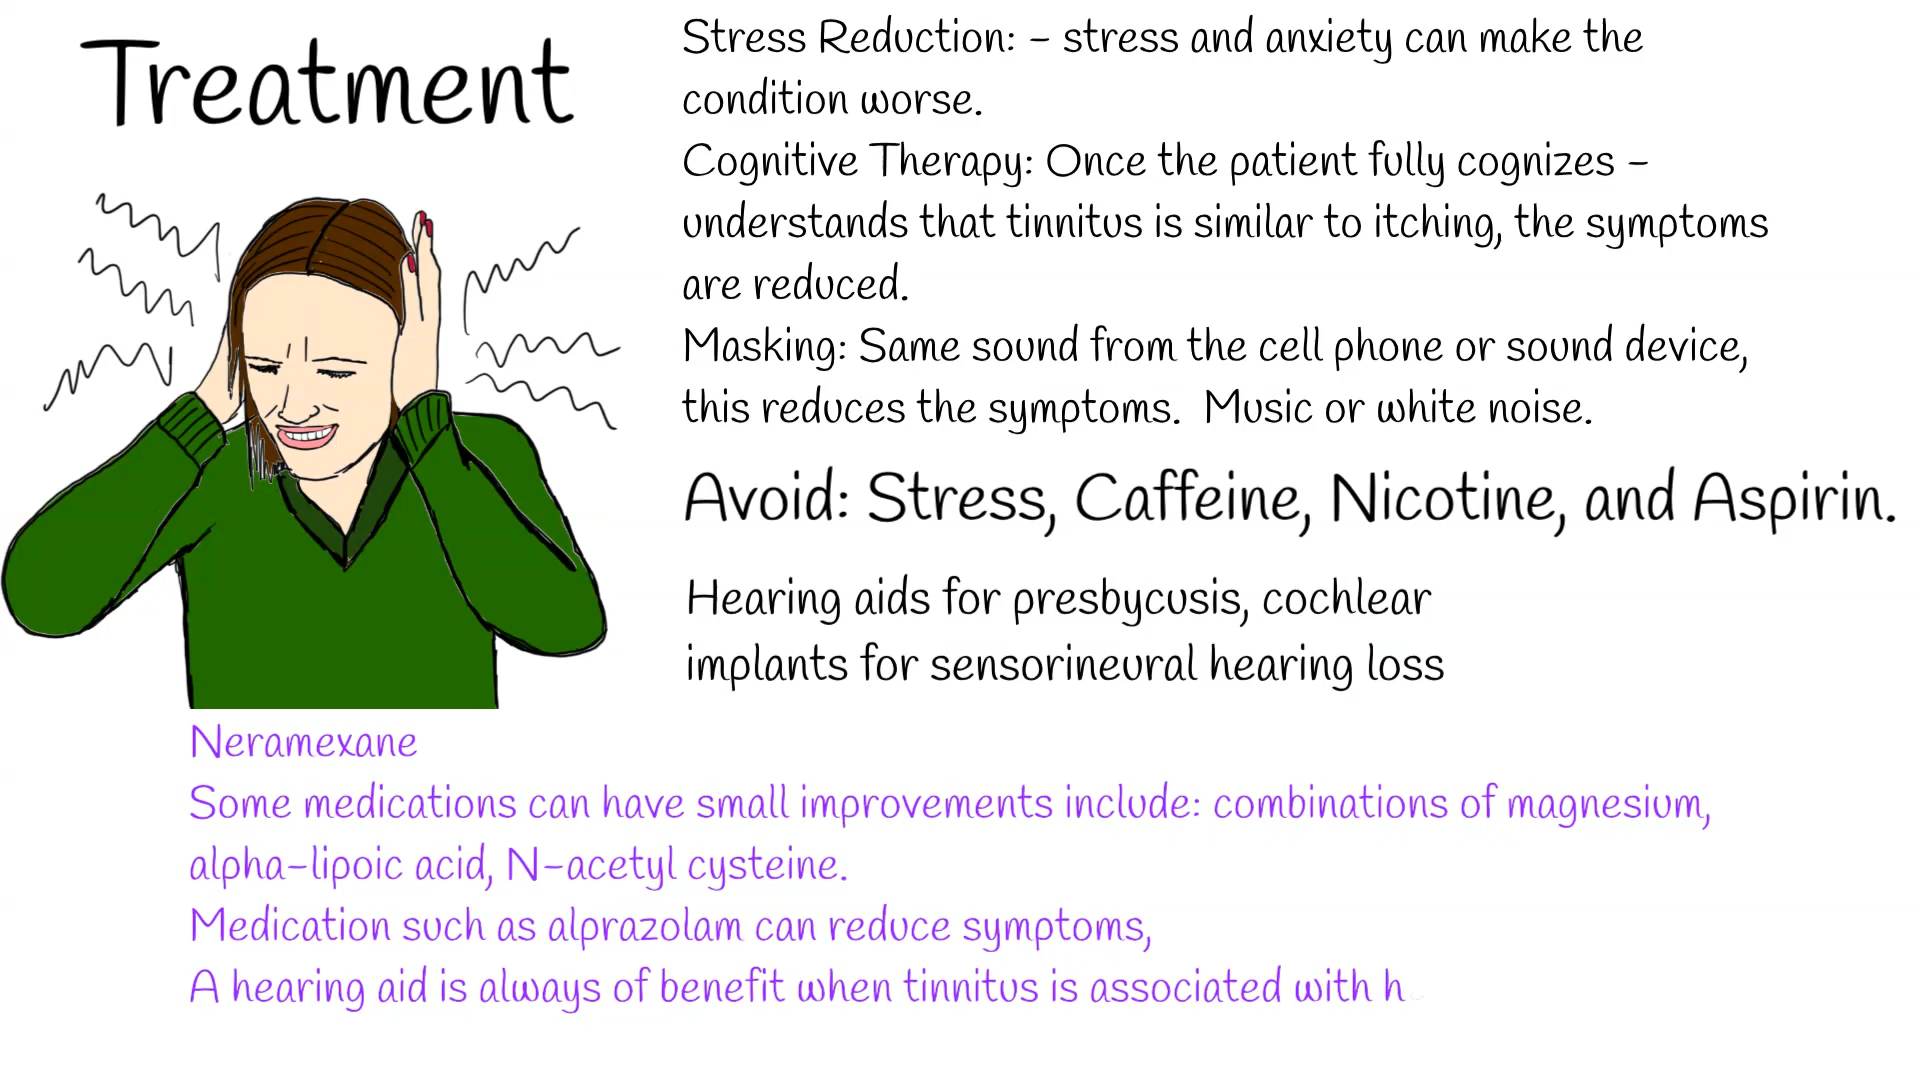 Treatment
Stress Reduction: - stress and anxiety can make the
condition worse.
Cognitive Therapy: Once the patient fully cognizes -
understands that tinnitus is similar to itching, the symptoms
are reduced.
Masking: Same sound from the cell phone or sound device,
this reduces the symptoms. Music or white noise.
Avoid: Stress, Caffeine, Nicotine, and Aspirin.
Hearing aids for presbycusis, cochlear
implants for sensorineural hearing loss
Neramexane
Some medications can have small improvements include: combinations of magnesium,
alpha-lipoic acid, N-acetyl cysteine.
Medication such as alprazolam can reduce symptoms,
A hearing aid is always of benefit when tinnitus is associated with h